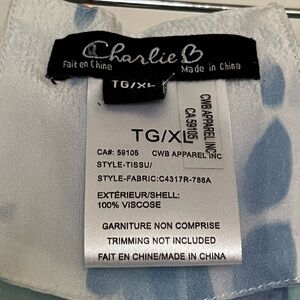 Charlie B
Fait en Chine Made in China
TG/XL
TG/XL
CWB APPAREL INC
CA 59105
CA#: 59105 CWB APPAREL INC
STYLE-TISSU/
STYLE-FABRIC:C4317R-788A
EXTÉRIEUR/SHELL:
100% VISCOSE
GARNITURE NON COMPRISE
TRIMMING NOT INCLUDED
FAIT EN CHINE/MADE IN CHINA